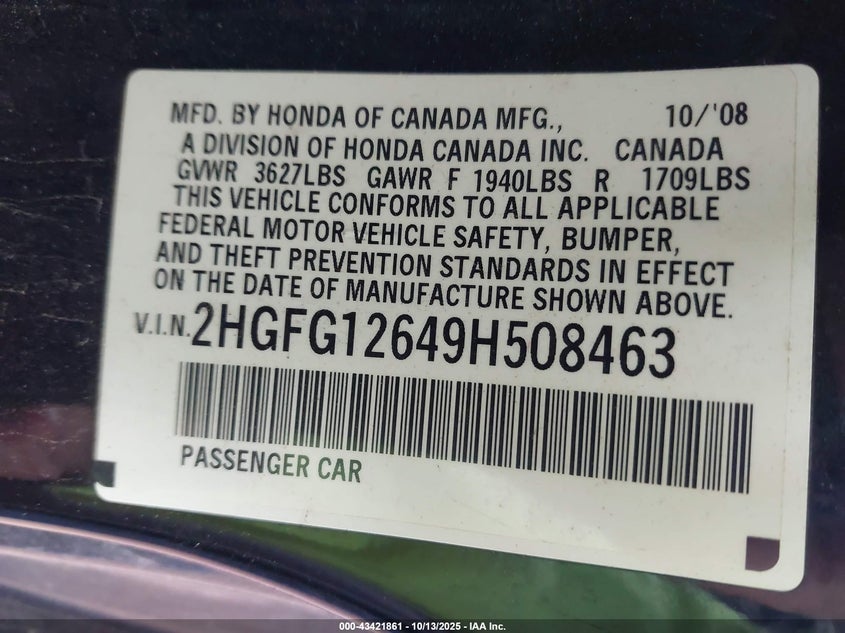 MFD. BY HONDA OF CANADA MFG., 10/'08
A DIVISION OF HONDA CANADA INC. CANADA
GVWR 3627LBS GAWR F 1940LBS R 1709LBS
THIS VEHICLE CONFORMS TO ALL APPLICABLE
FEDERAL MOTOR VEHICLE SAFETY, BUMPER,
AND THEFT PREVENTION STANDARDS IN EFFECT
ON THE DATE OF MANUFACTURE SHOWN ABOVE.
V.I.N. 2HGFG12649H508463
PASSENGER CAR
000-43421861 - 10/13/2025 - IAA Inc.